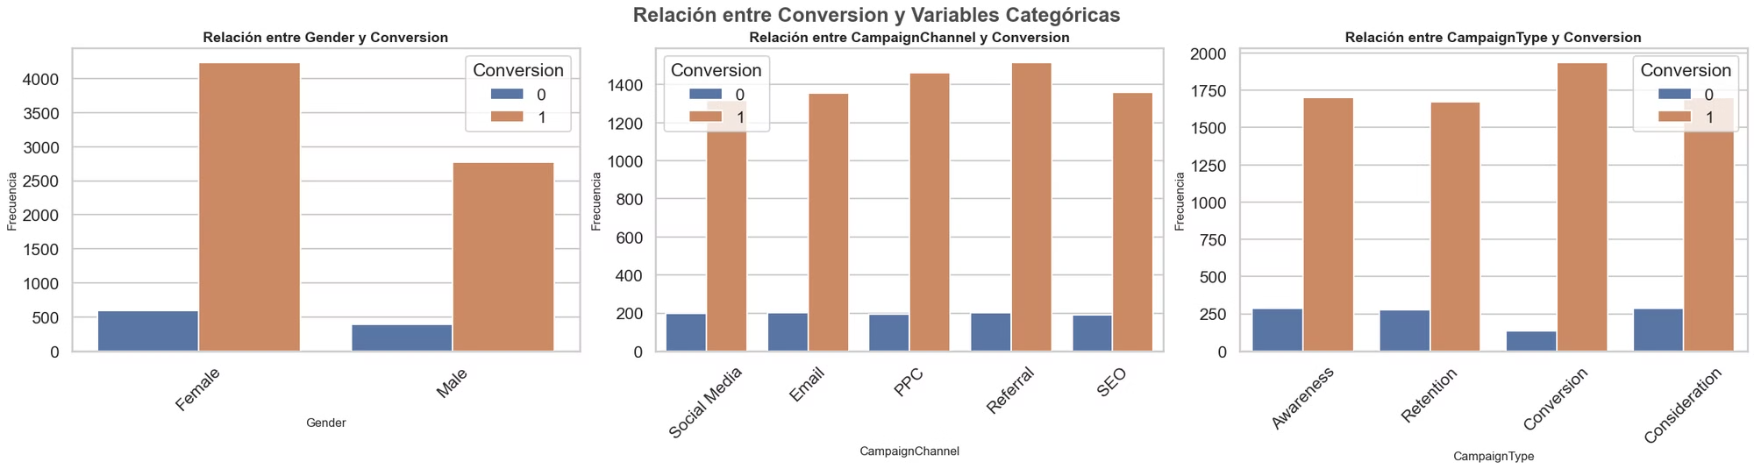 Relación entre Conversion y Variables Categóricas
Relación entre Gender y Conversion
4000
3500
3000
2500
2000
1500
1000
500
0
Frecuencia
Conversion
0
1
Female
Male
Gender
Relación entre CampaignChannel y Conversion
1400
1200
1000
800
600
400
200
0
Frecuencia
Conversion
0
1
Social Media
Email
PPC
Referral
SEO
CampaignChannel
Relación entre CampaignType y Conversion
2000
1750
1500
1250
1000
750
500
250
0
Frecuencia
Conversion
0
1
Awareness
Retention
Conversion
Consideration
CampaignType